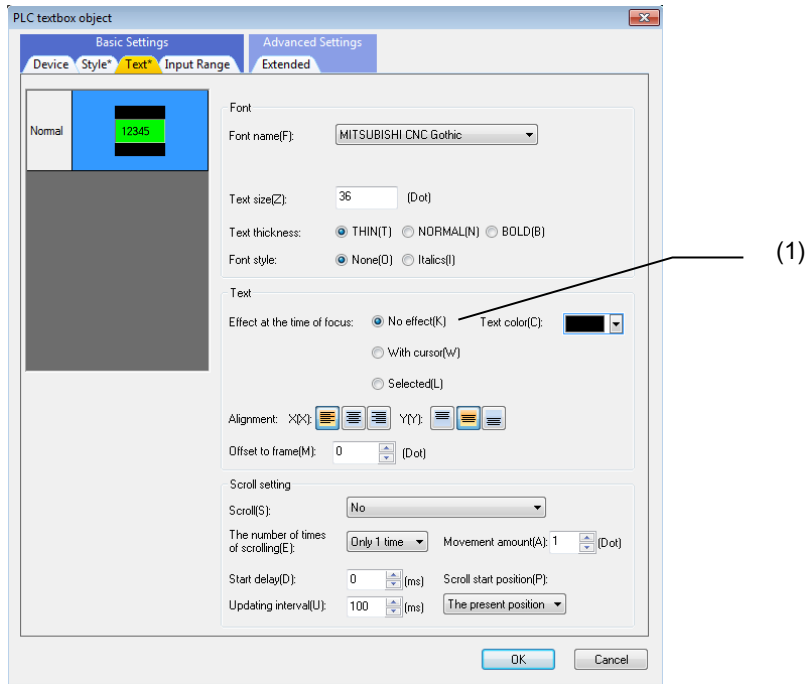 PLC textbox object
Basic Settings Advanced Settings
Device Style* Text* Input Range Extended
Normal 12345
Font
Font name(F): MITSUBISHI CNC Gothic
Text size(Z): 36 (Dot)
Text thickness: THIN(T) NORMAL(N) BOLD(B)
Font style: None(O) Italics(I)
(1)
Text
Effect at the time of focus: No effect(K) Text color(C):
With cursor(W)
Selected(L)
Alignment: X(X): Y(Y):
Offset to frame(M): 0 (Dot)
Scroll setting
Scroll(S): No
The number of times
of scrolling(E): Only 1 time Movement amount(A): 1 (Dot)
Start delay(D): 0 (ms) Scroll start position(P):
Updating interval(U): 100 (ms) The present position
OK Cancel